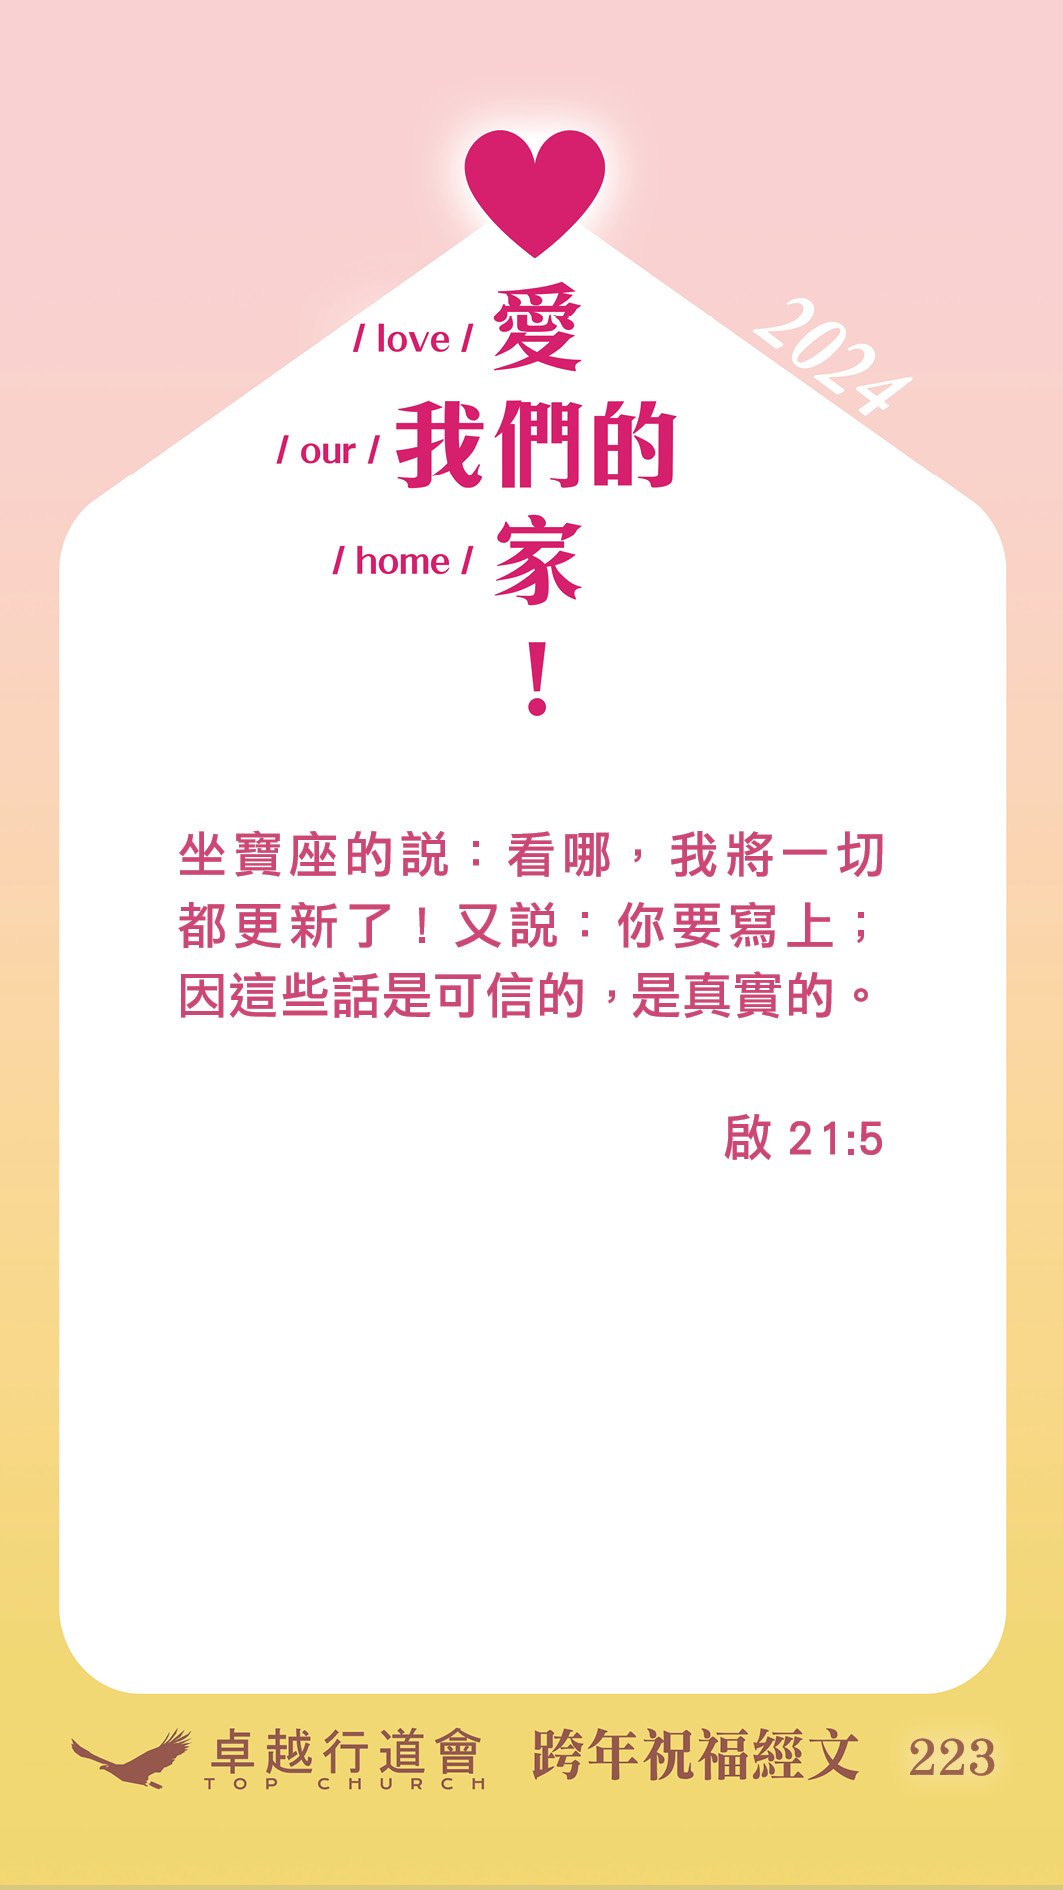 2024
/ love / 愛
/ our / 我們的
/ home / 家
！
坐寶座的説：看哪，我將一切
都更新了！又説：你要寫上；
因這些話是可信的，是真實的。
啟 21:5
卓越行道會
TOP CHURCH
跨年祝福經文 223